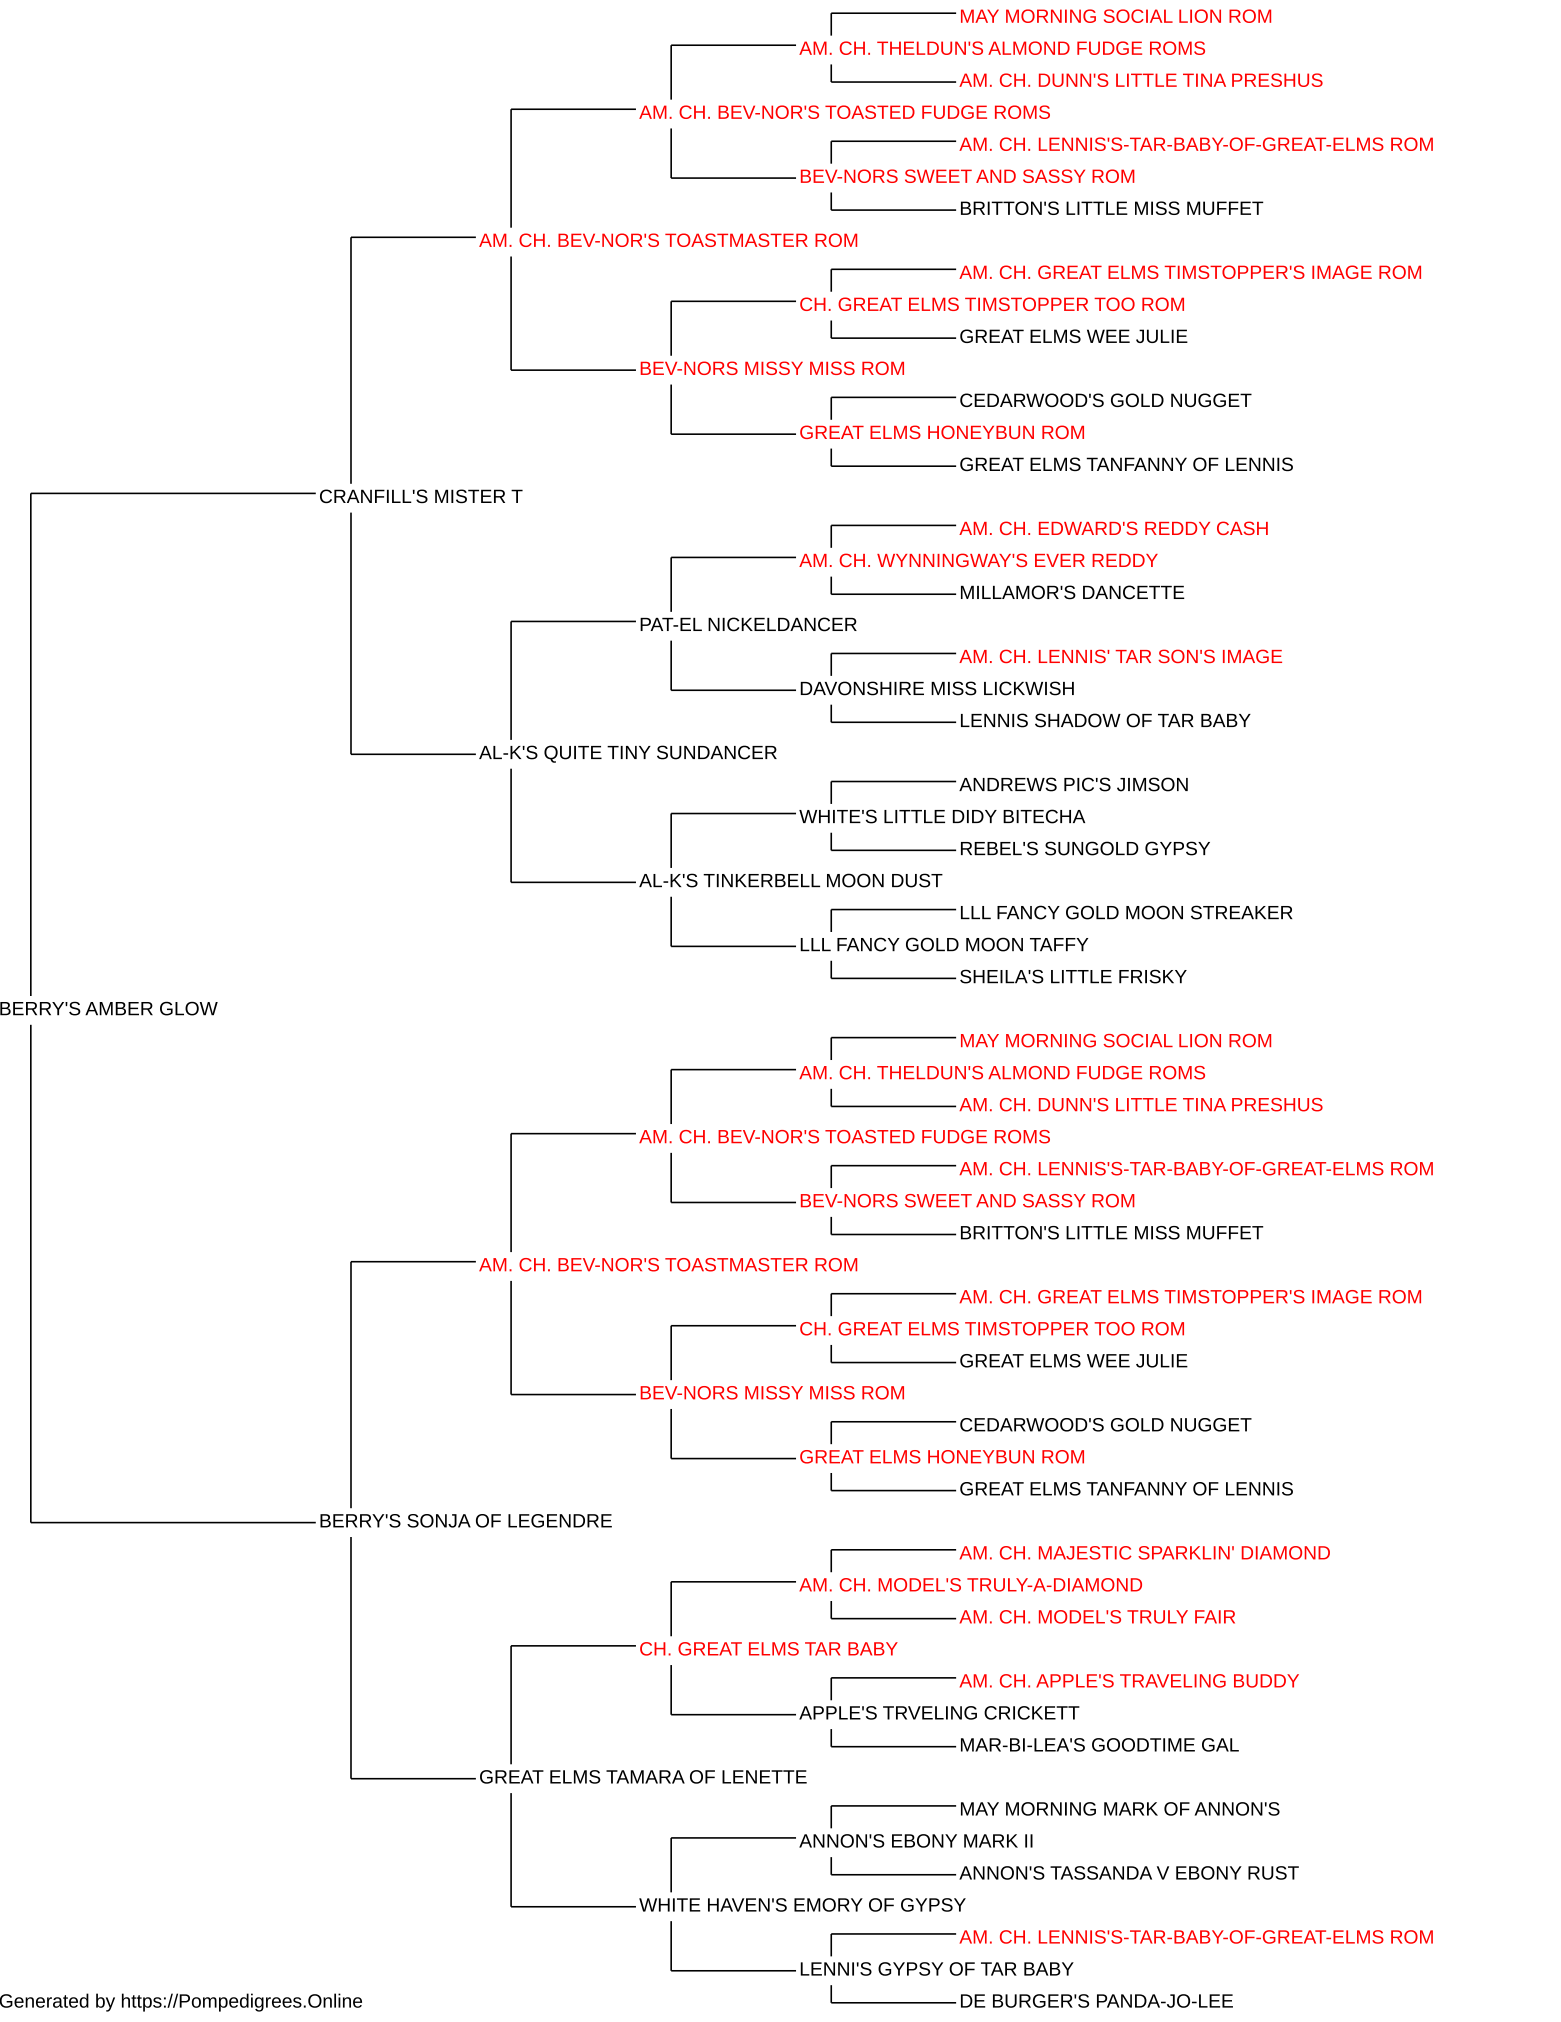 MAY MORNING SOCIAL LION ROM
AM. CH. THELDUN'S ALMOND FUDGE ROMS
AM. CH. DUNN'S LITTLE TINA PRESHUS
AM. CH. BEV-NOR'S TOASTED FUDGE ROMS
AM. CH. LENNIS'S-TAR-BABY-OF-GREAT-ELMS ROM
BEV-NORS SWEET AND SASSY ROM
BRITTON'S LITTLE MISS MUFFET
AM. CH. BEV-NOR'S TOASTMASTER ROM
AM. CH. GREAT ELMS TIMSTOPPER'S IMAGE ROM
CH. GREAT ELMS TIMSTOPPER TOO ROM
GREAT ELMS WEE JULIE
BEV-NORS MISSY MISS ROM
CEDARWOOD'S GOLD NUGGET
GREAT ELMS HONEYBUN ROM
GREAT ELMS TANFANNY OF LENNIS
CRANFILL'S MISTER T
AM. CH. EDWARD'S REDDY CASH
AM. CH. WYNNINGWAY'S EVER REDDY
MILLAMOR'S DANCETTE
PAT-EL NICKELDANCER
AM. CH. LENNIS' TAR SON'S IMAGE
DAVONSHIRE MISS LICKWISH
LENNIS SHADOW OF TAR BABY
AL-K'S QUITE TINY SUNDANCER
ANDREWS PIC'S JIMSON
WHITE'S LITTLE DIDY BITECHA
REBEL'S SUNGOLD GYPSY
AL-K'S TINKERBELL MOON DUST
LLL FANCY GOLD MOON STREAKER
LLL FANCY GOLD MOON TAFFY
SHEILA'S LITTLE FRISKY
BERRY'S AMBER GLOW
MAY MORNING SOCIAL LION ROM
AM. CH. THELDUN'S ALMOND FUDGE ROMS
AM. CH. DUNN'S LITTLE TINA PRESHUS
AM. CH. BEV-NOR'S TOASTED FUDGE ROMS
AM. CH. LENNIS'S-TAR-BABY-OF-GREAT-ELMS ROM
BEV-NORS SWEET AND SASSY ROM
BRITTON'S LITTLE MISS MUFFET
AM. CH. BEV-NOR'S TOASTMASTER ROM
AM. CH. GREAT ELMS TIMSTOPPER'S IMAGE ROM
CH. GREAT ELMS TIMSTOPPER TOO ROM
GREAT ELMS WEE JULIE
BEV-NORS MISSY MISS ROM
CEDARWOOD'S GOLD NUGGET
GREAT ELMS HONEYBUN ROM
GREAT ELMS TANFANNY OF LENNIS
BERRY'S SONJA OF LEGENDRE
AM. CH. MAJESTIC SPARKLIN' DIAMOND
AM. CH. MODEL'S TRULY-A-DIAMOND
AM. CH. MODEL'S TRULY FAIR
CH. GREAT ELMS TAR BABY
AM. CH. APPLE'S TRAVELING BUDDY
APPLE'S TRVELING CRICKETT
MAR-BI-LEA'S GOODTIME GAL
GREAT ELMS TAMARA OF LENETTE
MAY MORNING MARK OF ANNON'S
ANNON'S EBONY MARK II
ANNON'S TASSANDA V EBONY RUST
WHITE HAVEN'S EMORY OF GYPSY
AM. CH. LENNIS'S-TAR-BABY-OF-GREAT-ELMS ROM
LENNI'S GYPSY OF TAR BABY
DE BURGER'S PANDA-JO-LEE
Generated by https://Pompedigrees.Online